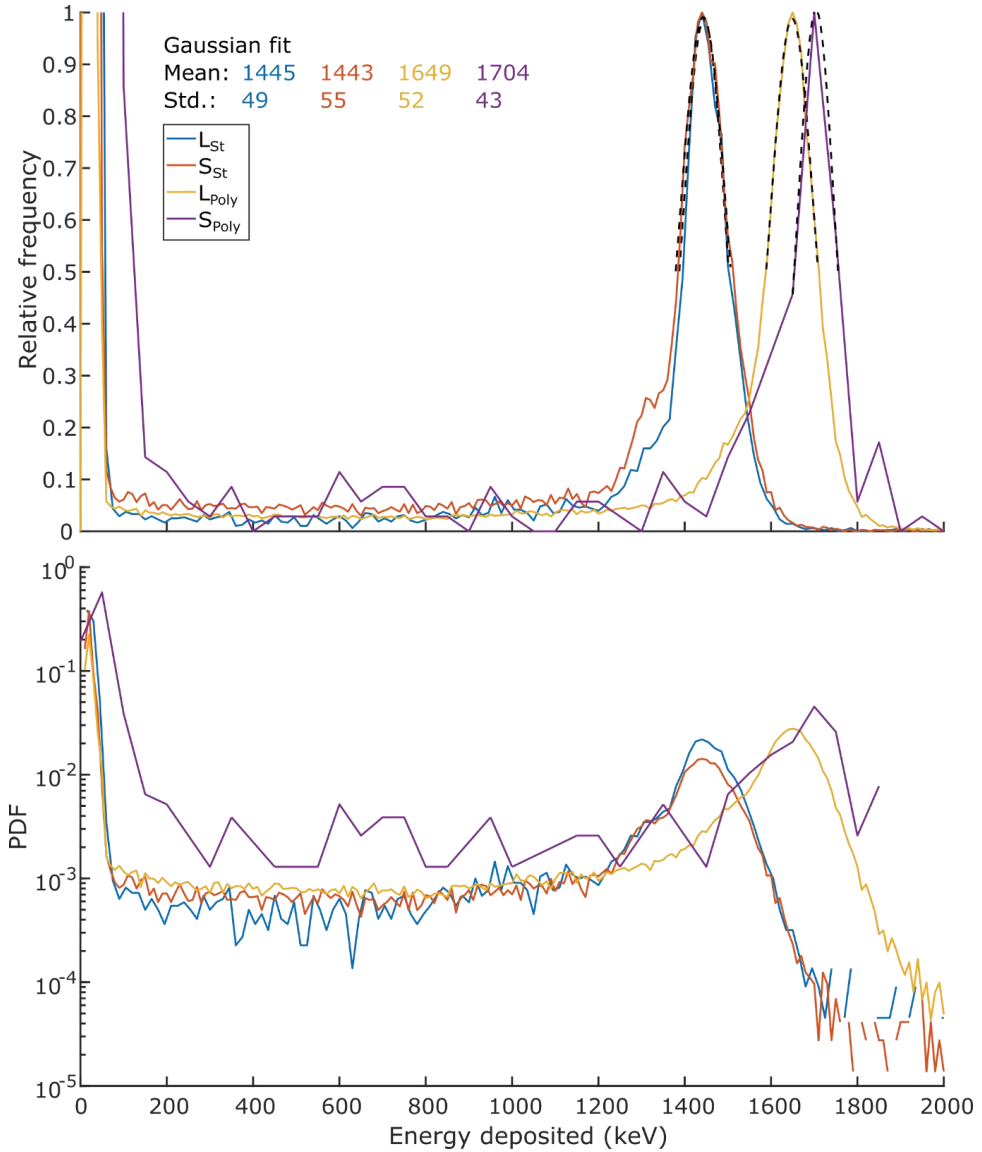 Gaussian fit
Mean: 1445 1443 1649 1704
Std.: 49 55 52 43
L_St
S_St
L_Poly
S_Poly
Relative frequency
1
0.9
0.8
0.7
0.6
0.5
0.4
0.3
0.2
0.1
0
PDF
10^0
10^-1
10^-2
10^-3
10^-4
10^-5
0 200 400 600 800 1000 1200 1400 1600 1800 2000
Energy deposited (keV)